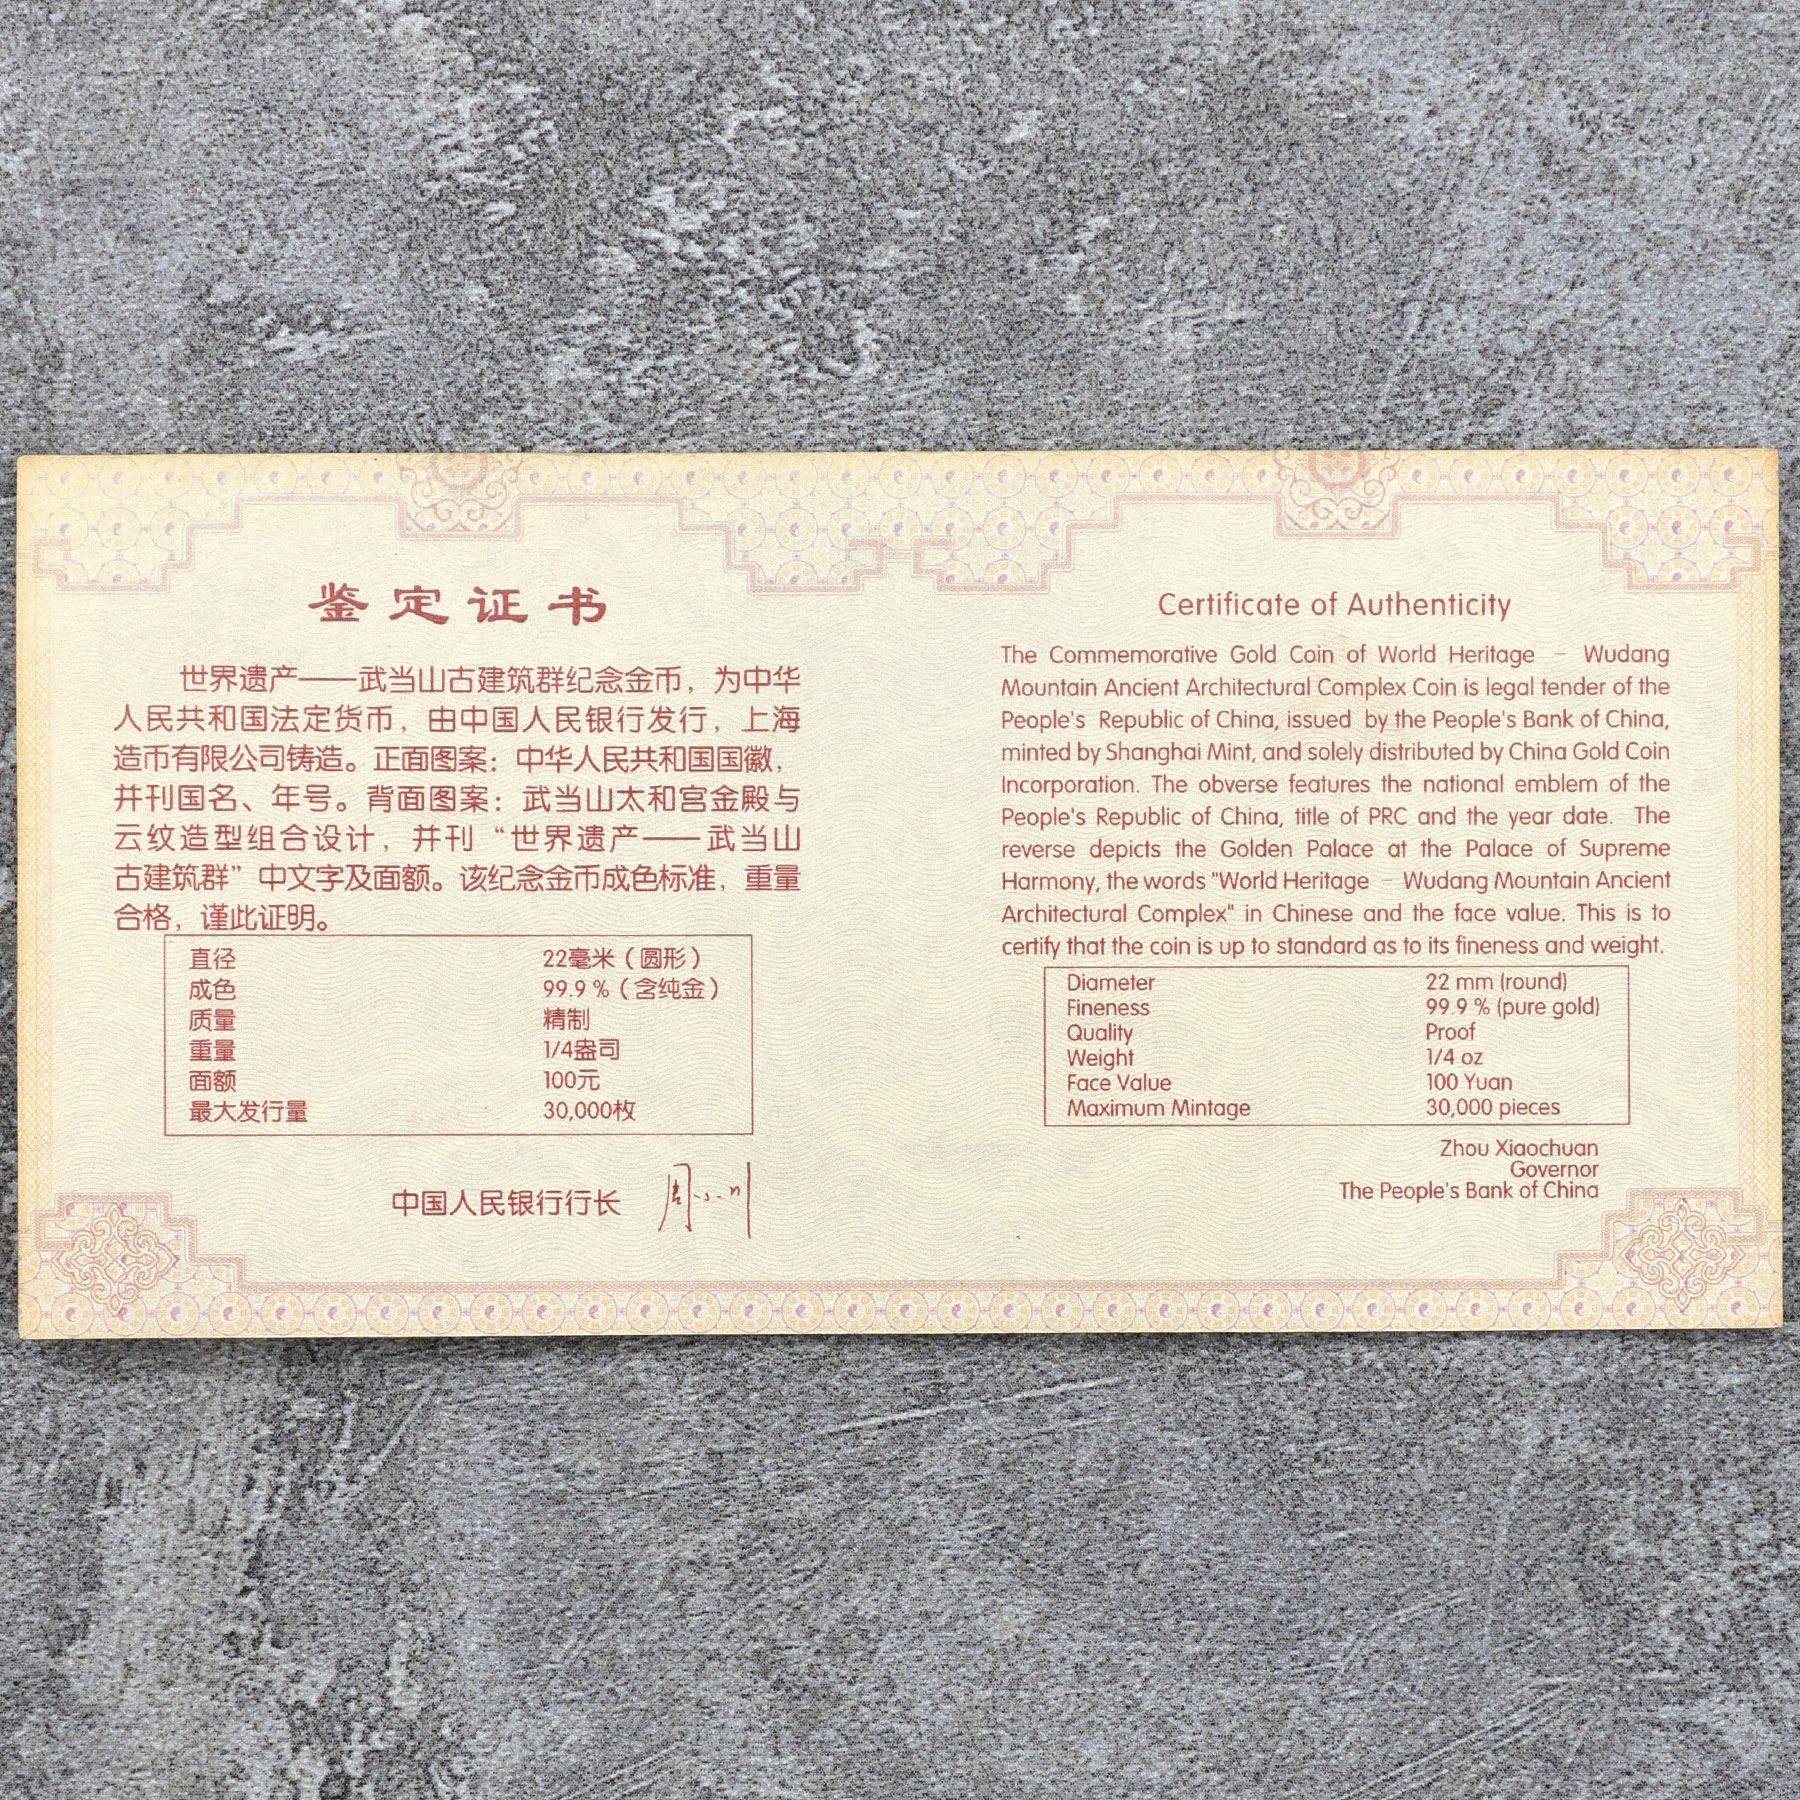 鉴定证书
世界遗产——武当山古建筑群纪念金币，为中华
人民共和国法定货币，由中国人民银行发行，上海
造币有限公司铸造。正面图案：中华人民共和国国徽，
并刊国名、年号。背面图案：武当山太和宫金殿与
云纹造型组合设计，并刊“世界遗产——武当山
古建筑群”中文字及面额。该纪念金币成色标准，重量
合格，谨此证明。
直径 22毫米（圆形）
成色 99.9%（含纯金）
质量 精制
重量 1/4盎司
面额 100元
最大发行量 30,000枚
中国人民银行行长 周小川
Certificate of Authenticity
The Commemorative Gold Coin of World Heritage – Wudang
Mountain Ancient Architectural Complex Coin is legal tender of the
People's Republic of China, issued by the People's Bank of China,
minted by Shanghai Mint, and solely distributed by China Gold Coin
Incorporation. The obverse features the national emblem of the
People's Republic of China, title of PRC and the year date. The
reverse depicts the Golden Palace at the Palace of Supreme
Harmony, the words "World Heritage – Wudang Mountain Ancient
Architectural Complex" in Chinese and the face value. This is to
certify that the coin is up to standard as to its fineness and weight.
Diameter 22 mm (round)
Fineness 99.9 % (pure gold)
Quality Proof
Weight 1/4 oz
Face Value 100 Yuan
Maximum Mintage 30,000 pieces
Zhou Xiaochuan
Governor
The People's Bank of China